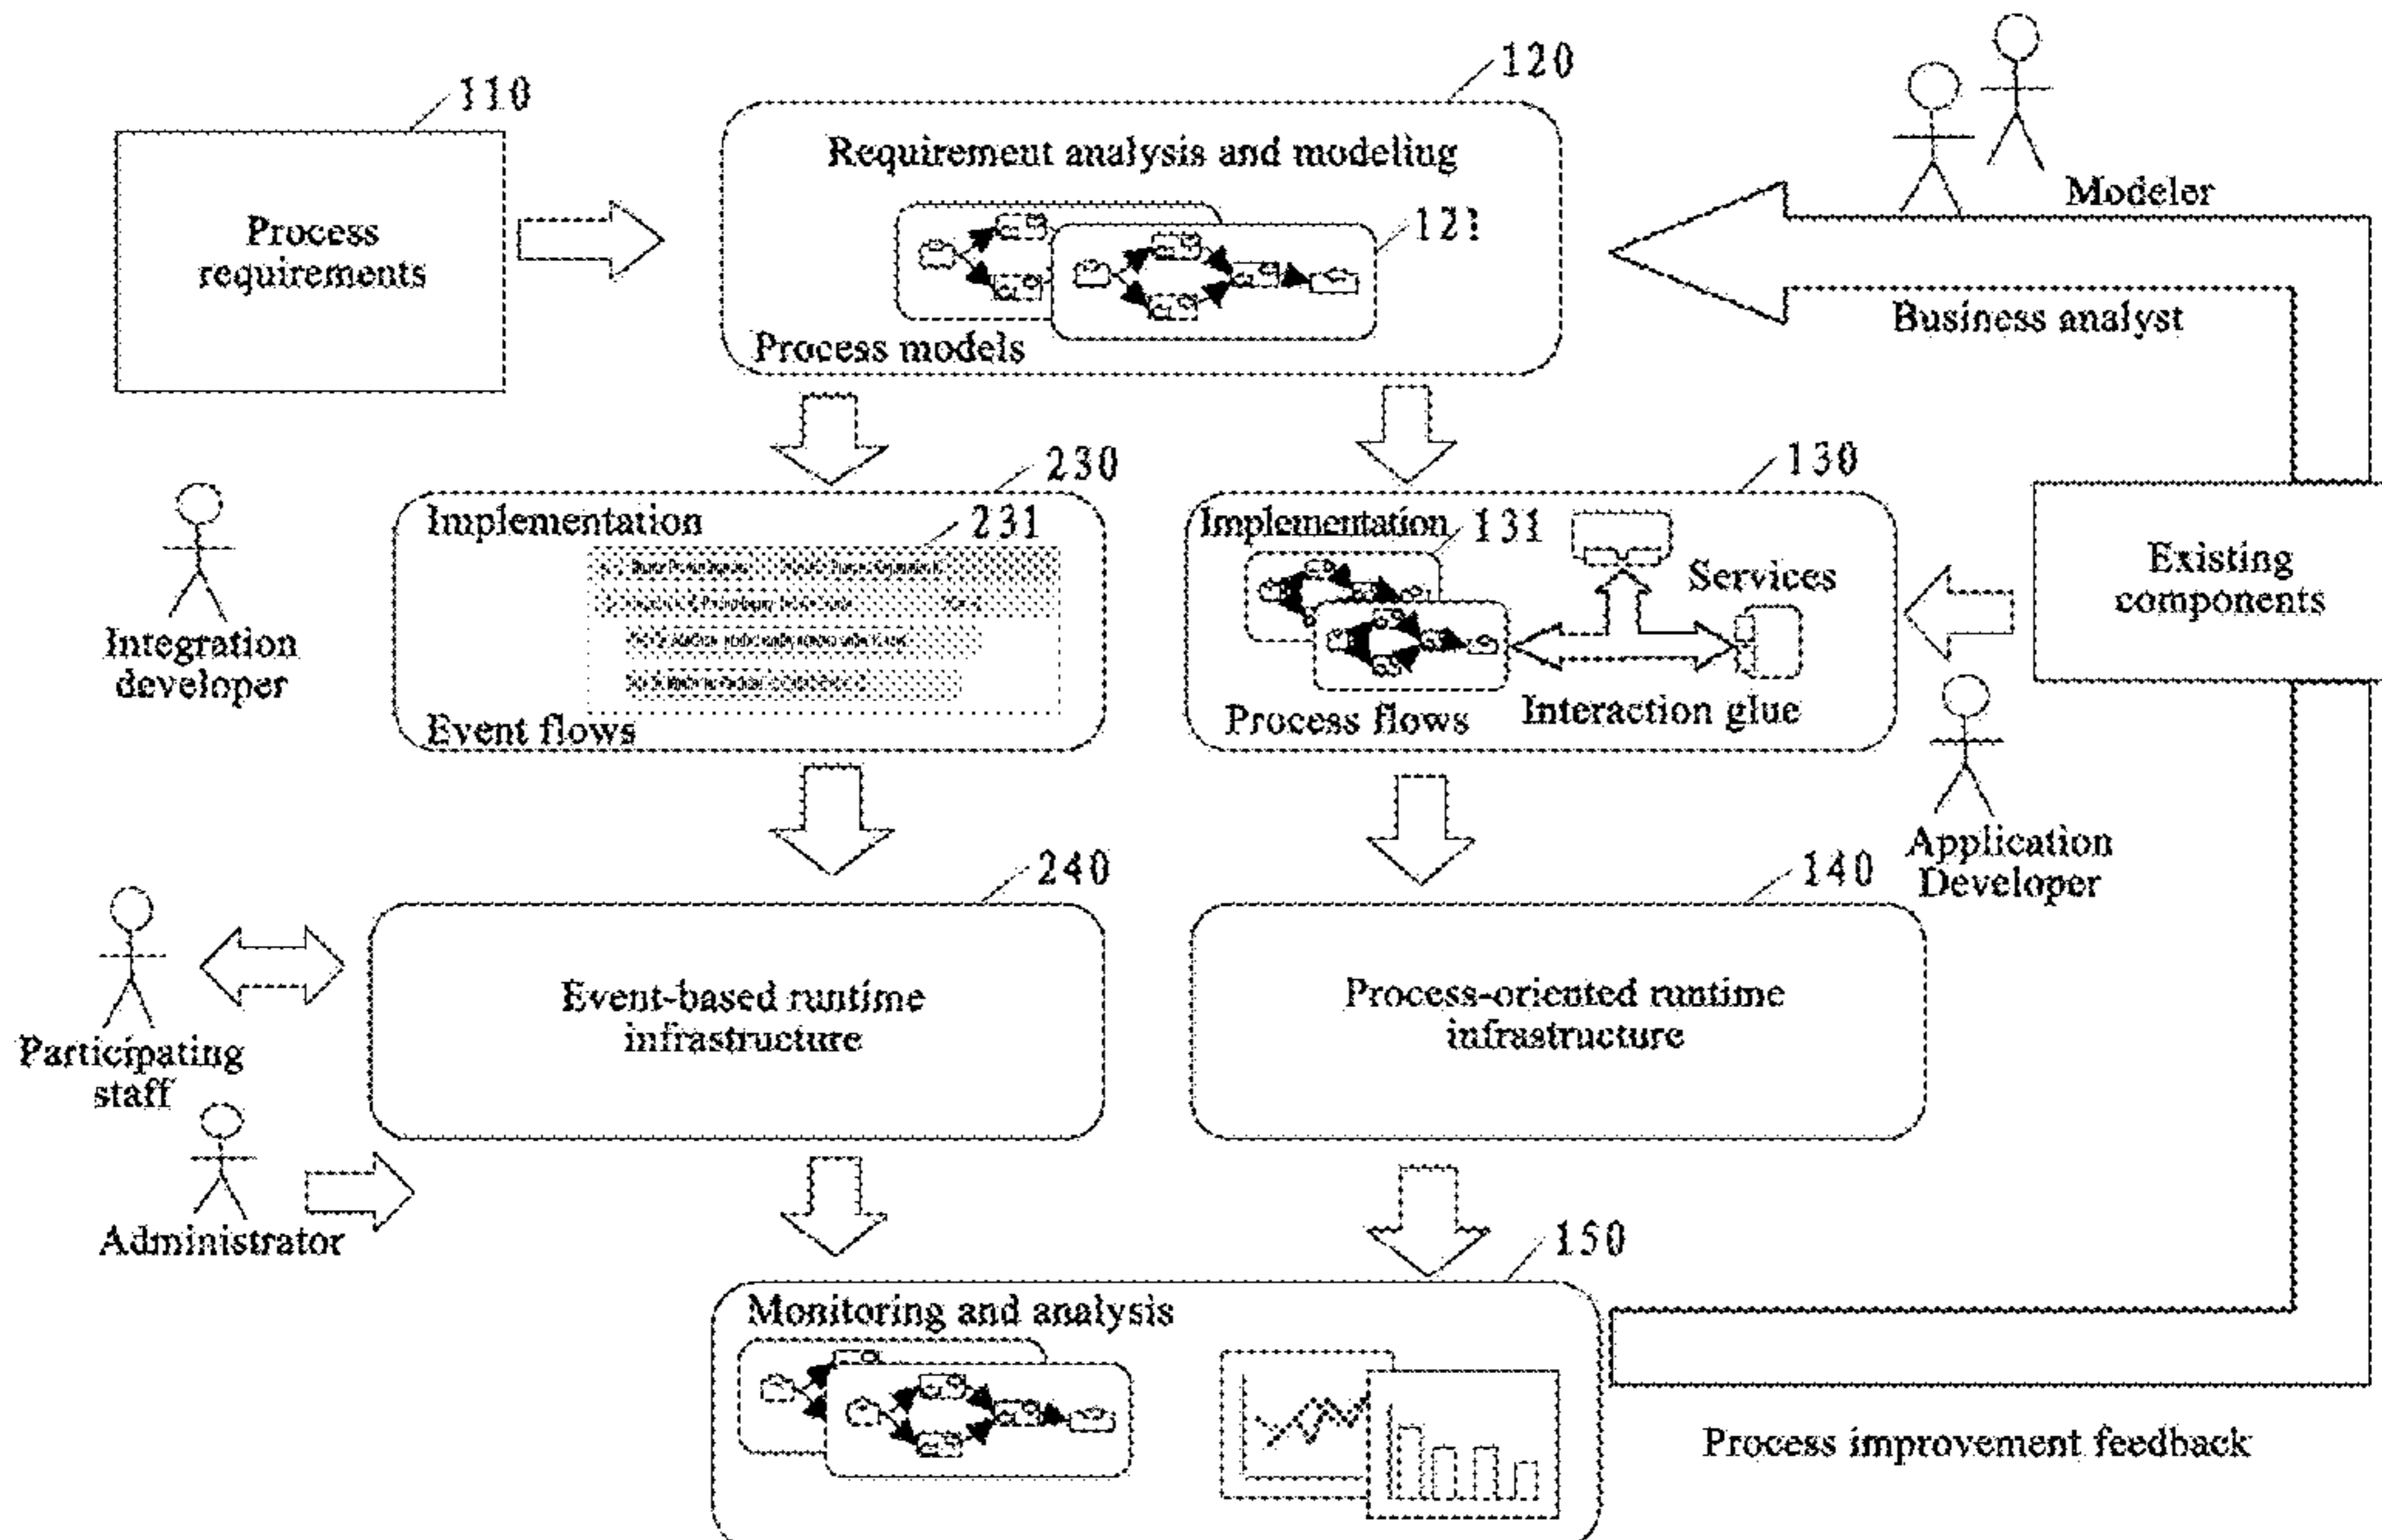 110
120
Process
requirements
Requirement analysis and modeling
121
Process models
Modeler
Business analyst
230
Implementation
231
Event flows
130
Implementation
131
Services
Interaction glue
Process flows
Existing
components
Integration
developer
Application
Developer
240
140
Event-based runtime
infrastructure
Process-oriented runtime
infrastructure
Participating
staff
Administrator
150
Monitoring and analysis
Process improvement feedback